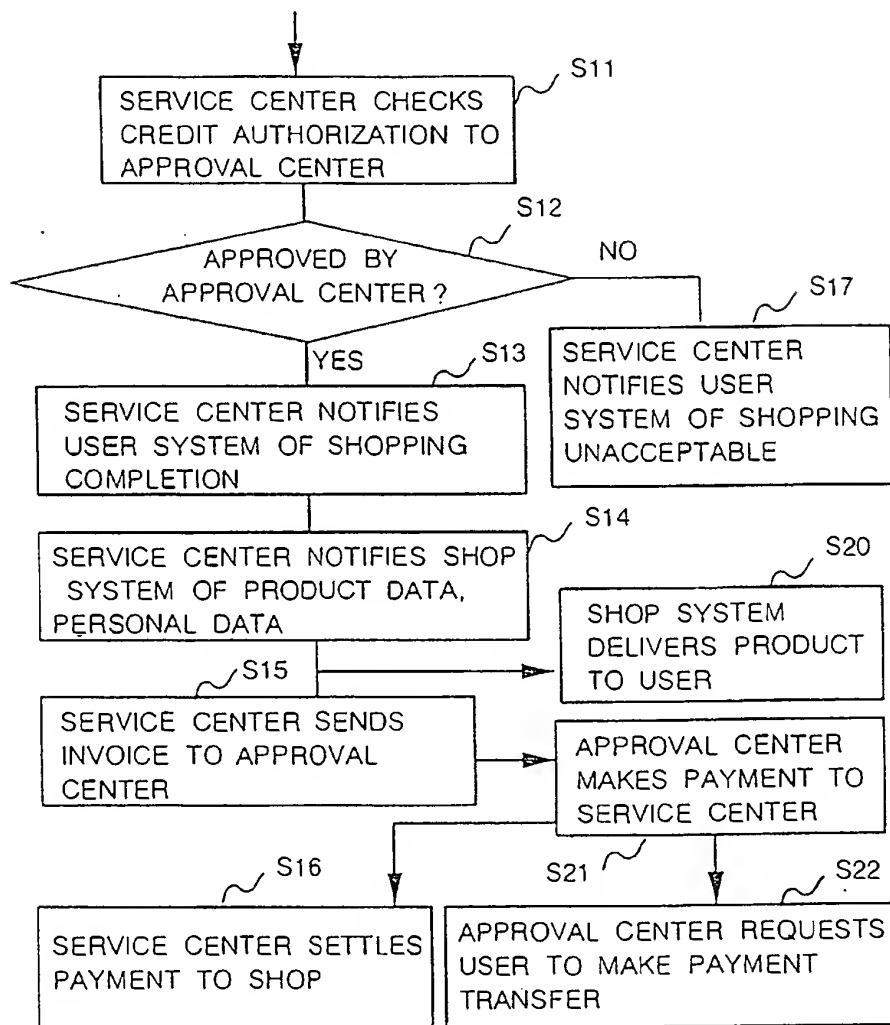 S11
SERVICE CENTER CHECKS
CREDIT AUTHORIZATION TO
APPROVAL CENTER
S12
APPROVED BY
APPROVAL CENTER?
NO
YES
S17
SERVICE CENTER
NOTIFIES USER
SYSTEM OF SHOPPING
UNACCEPTABLE
S13
SERVICE CENTER NOTIFIES
USER SYSTEM OF SHOPPING
COMPLETION
S14
SERVICE CENTER NOTIFIES SHOP
SYSTEM OF PRODUCT DATA,
PERSONAL DATA
S20
SHOP SYSTEM
DELIVERS PRODUCT
TO USER
S15
SERVICE CENTER SENDS
INVOICE TO APPROVAL
CENTER
APPROVAL CENTER
MAKES PAYMENT TO
SERVICE CENTER
S21
S16
SERVICE CENTER SETTLES
PAYMENT TO SHOP
S22
APPROVAL CENTER REQUESTS
USER TO MAKE PAYMENT
TRANSFER